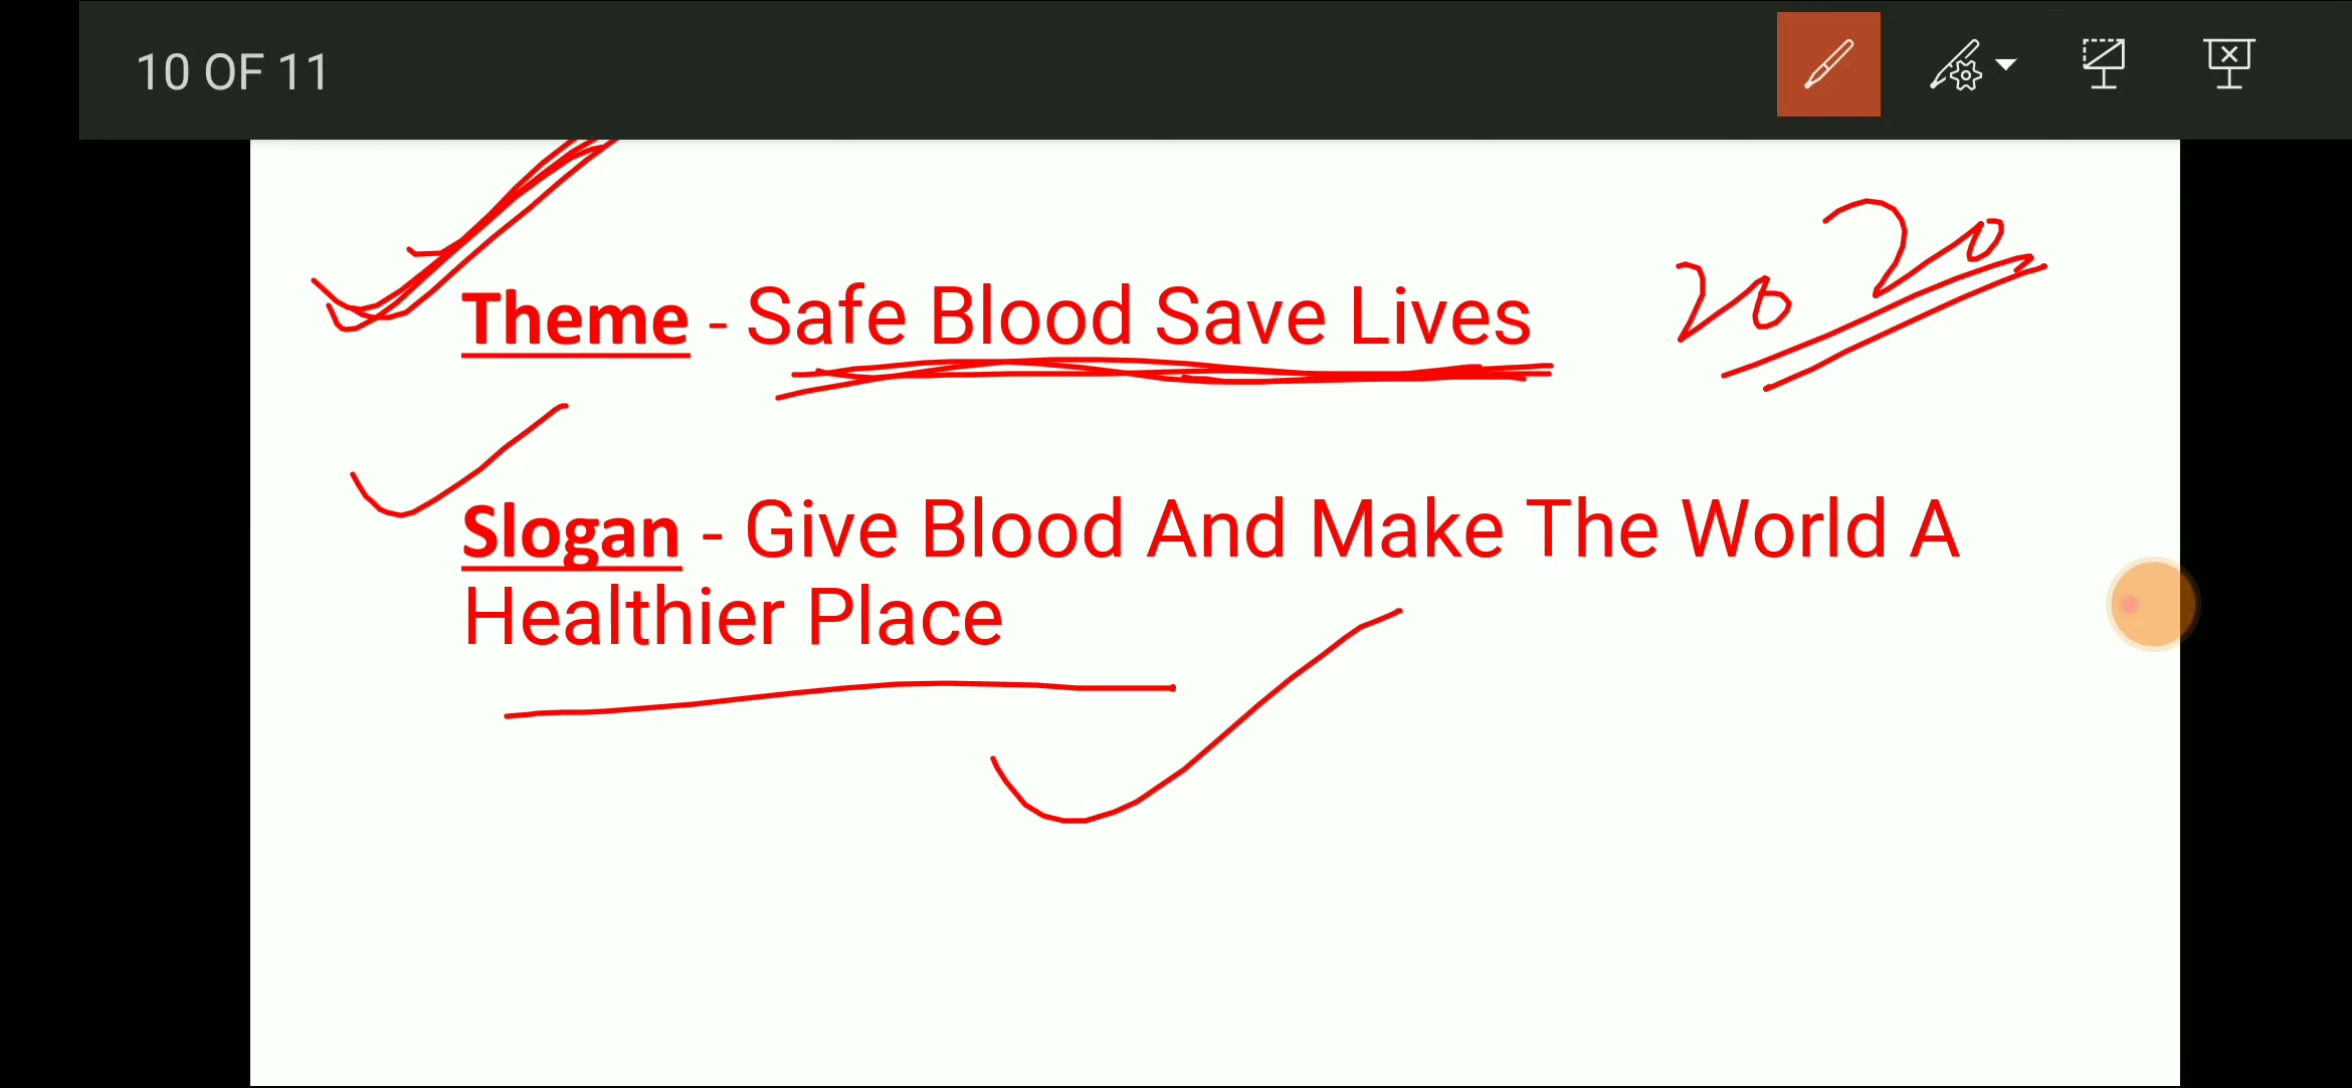 10 OF 11
Theme - Safe Blood Save Lives
2020
Slogan - Give Blood And Make The World A
Healthier Place